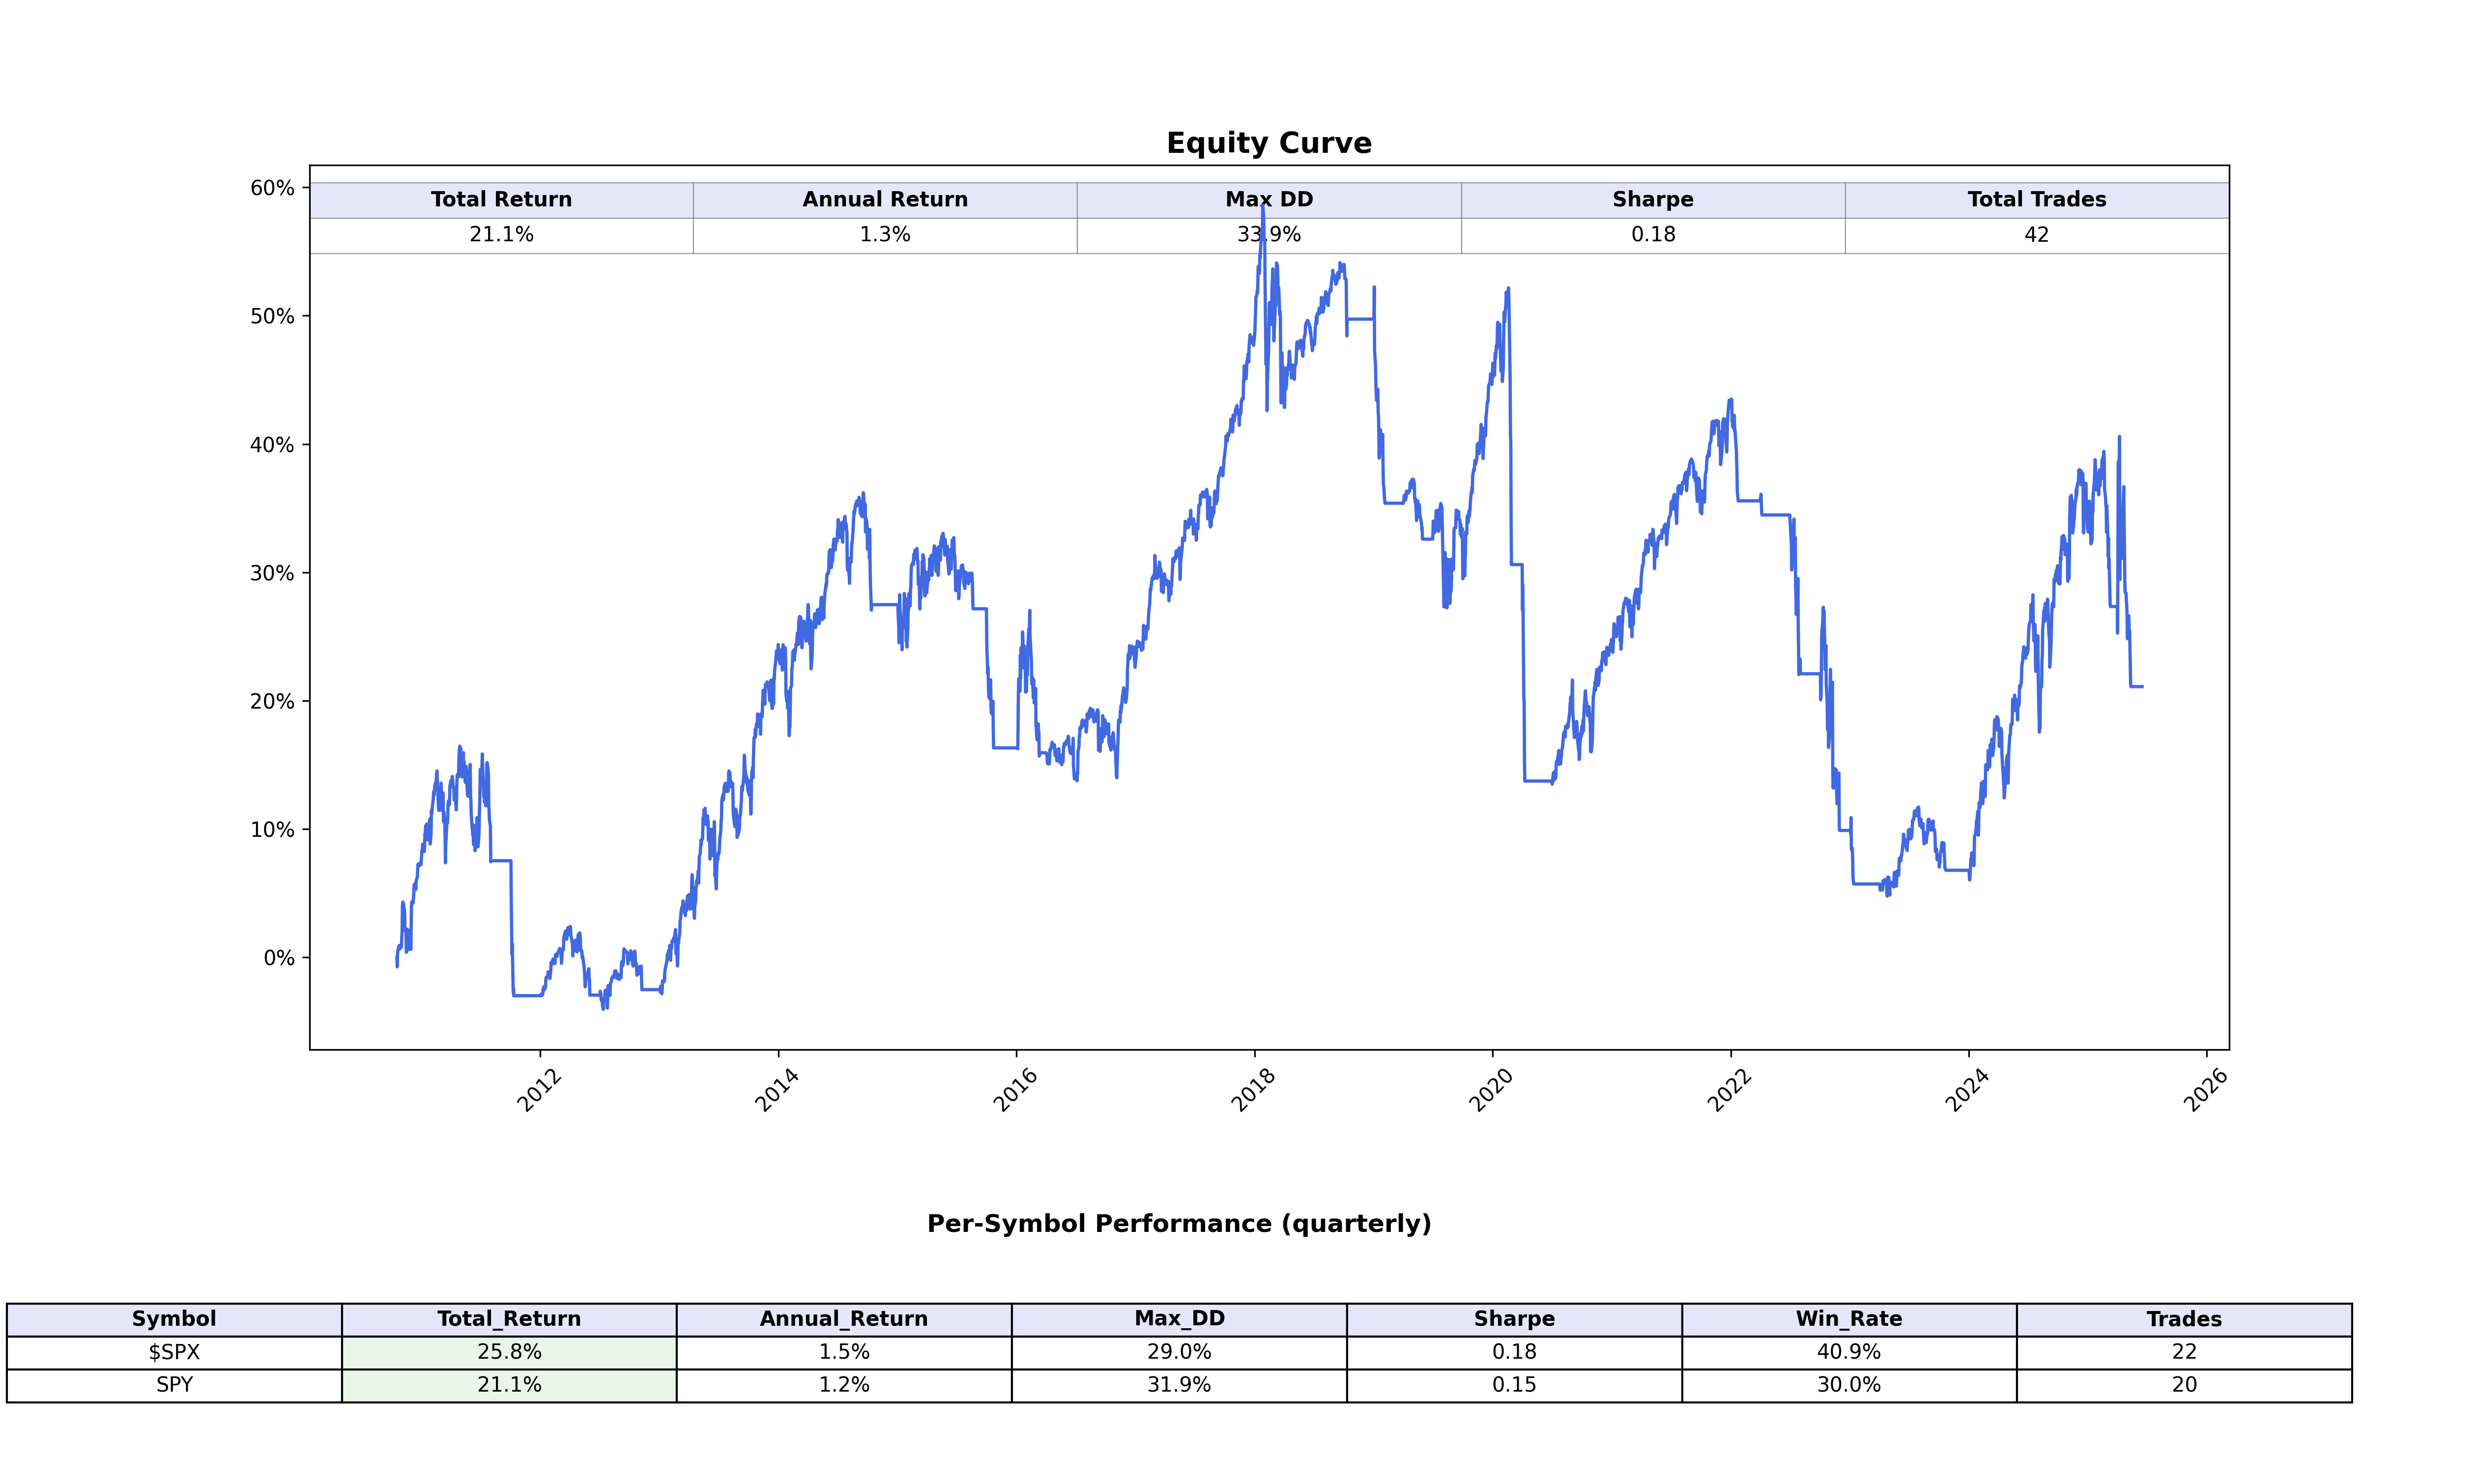 Equity Curve
60%
Total Return Annual Return Max DD Sharpe Total Trades
21.1% 1.3% 33.9% 0.18 42
50%
40%
30%
20%
10%
0%
2012 2014 2016 2018 2020 2022 2024 2026
Per-Symbol Performance (quarterly)
Symbol Total_Return Annual_Return Max_DD Sharpe Win_Rate Trades
$SPX 25.8% 1.5% 29.0% 0.18 40.9% 22
SPY 21.1% 1.2% 31.9% 0.15 30.0% 20